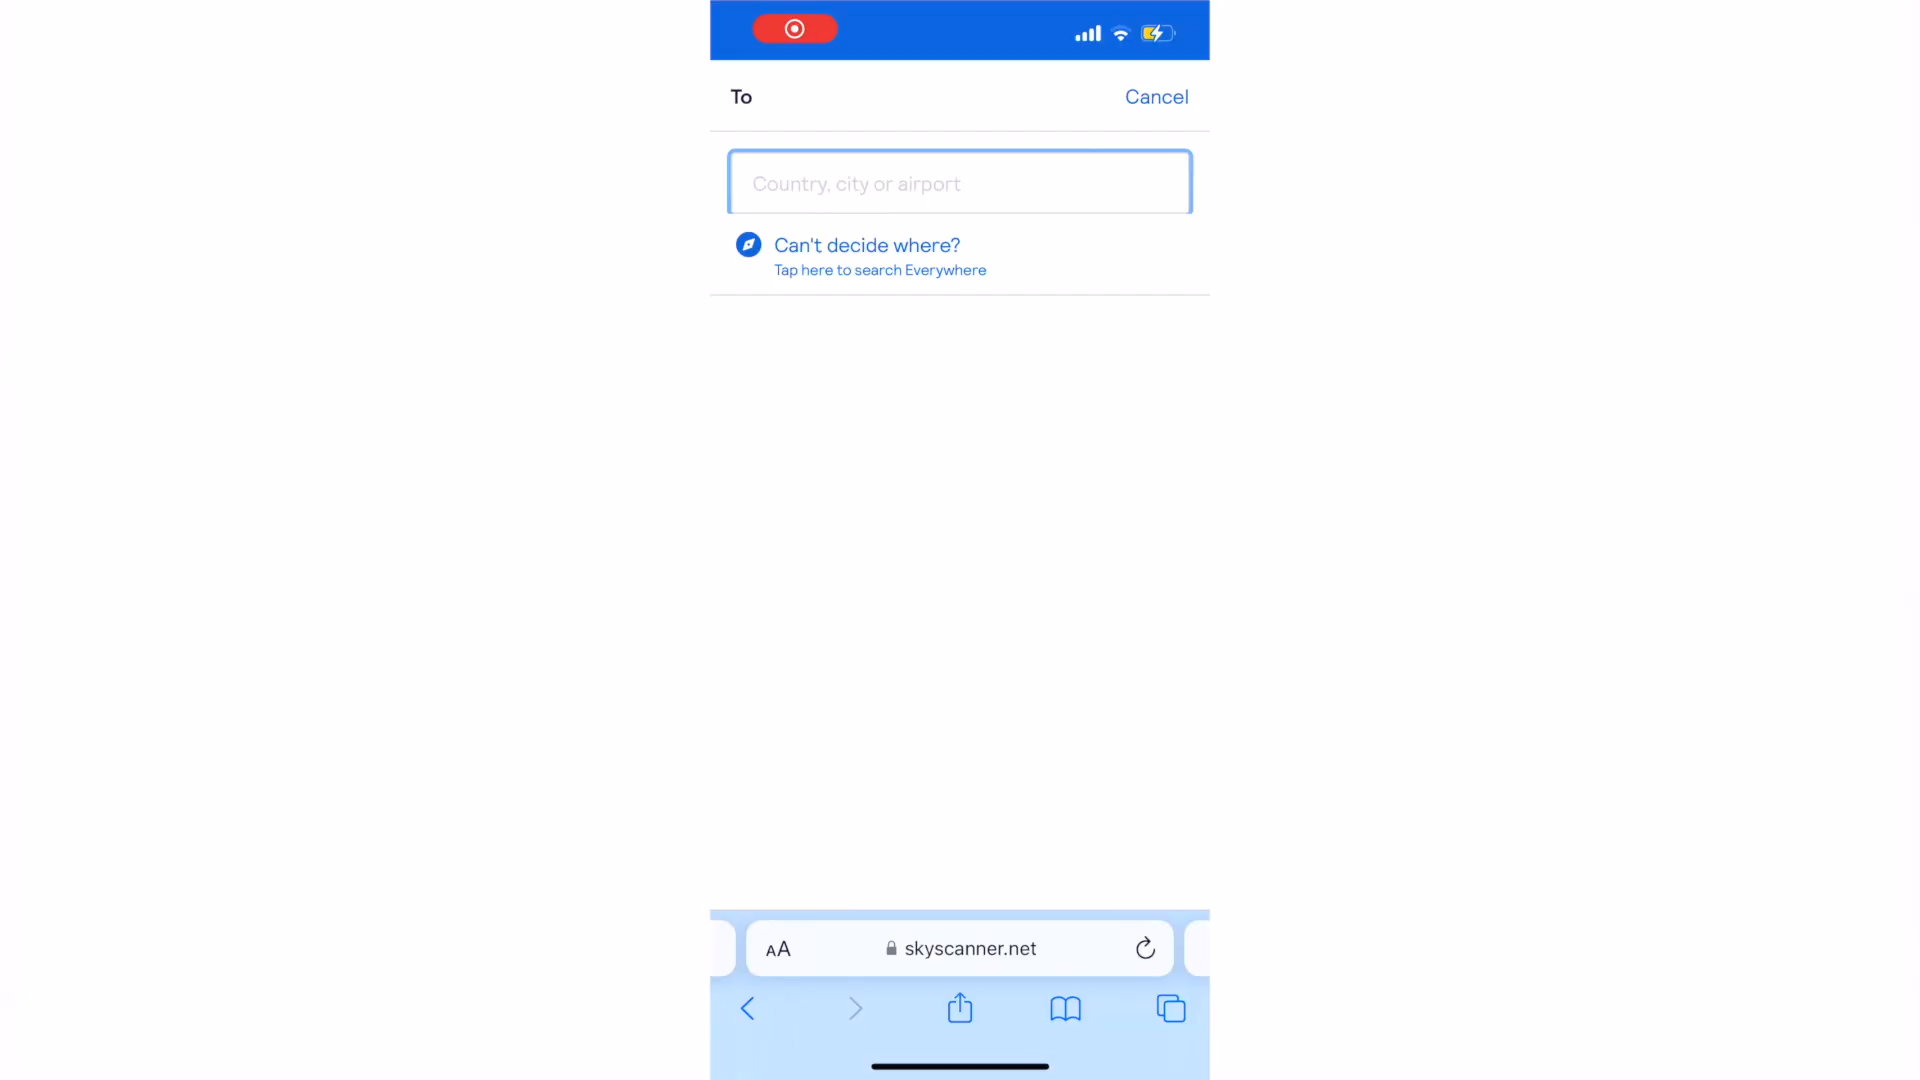 To
Cancel
Country, city or airport
Can't decide where?
Tap here to search Everywhere
AA
skyscanner.net